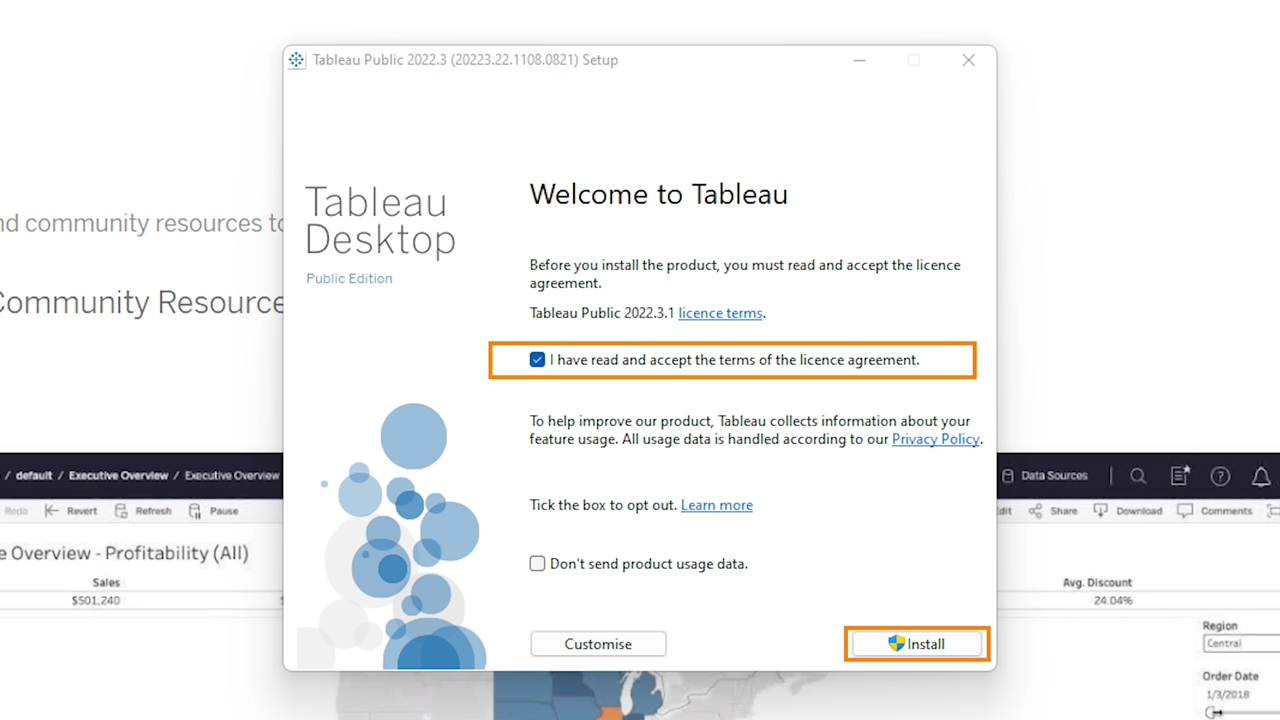 Tableau Public 2022.3 (20223.22.1108.0821) Setup
Tableau
Desktop
Public Edition
Welcome to Tableau
Before you install the product, you must read and accept the licence
agreement.
Tableau Public 2022.3.1 licence terms.
I have read and accept the terms of the licence agreement.
To help improve our product, Tableau collects information about your
feature usage. All usage data is handled according to our Privacy Policy.
Tick the box to opt out. Learn more
Don't send product usage data.
Customise
Install
community resources
Community
/ default / Executive Overview / Executive Overview
Data Sources
Redo Revert Refresh Pause
Share Download Comments
Overview - Profitability (All)
Sales
$501,240
Avg. Discount
24.04%
Region
Central
Order Date
1/3/2018